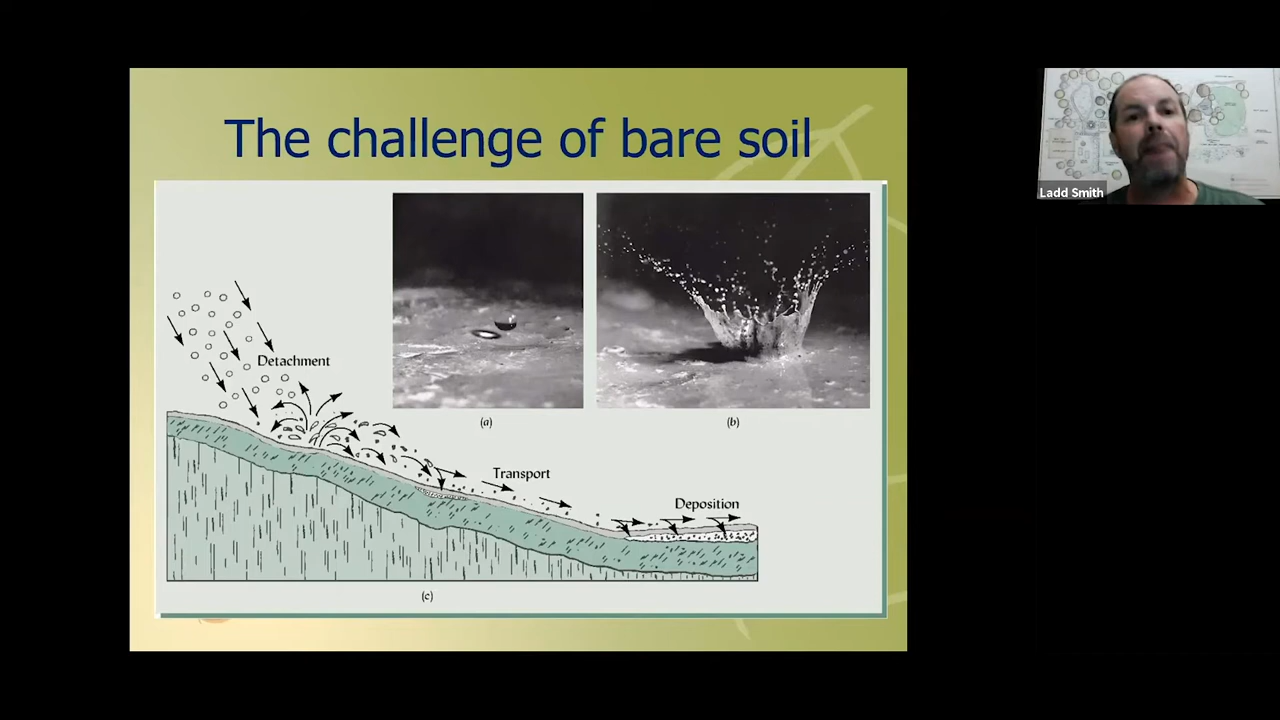 The challenge of bare soil
Ladd Smith
Detachment
(a)
(b)
Transport
Deposition
(c)